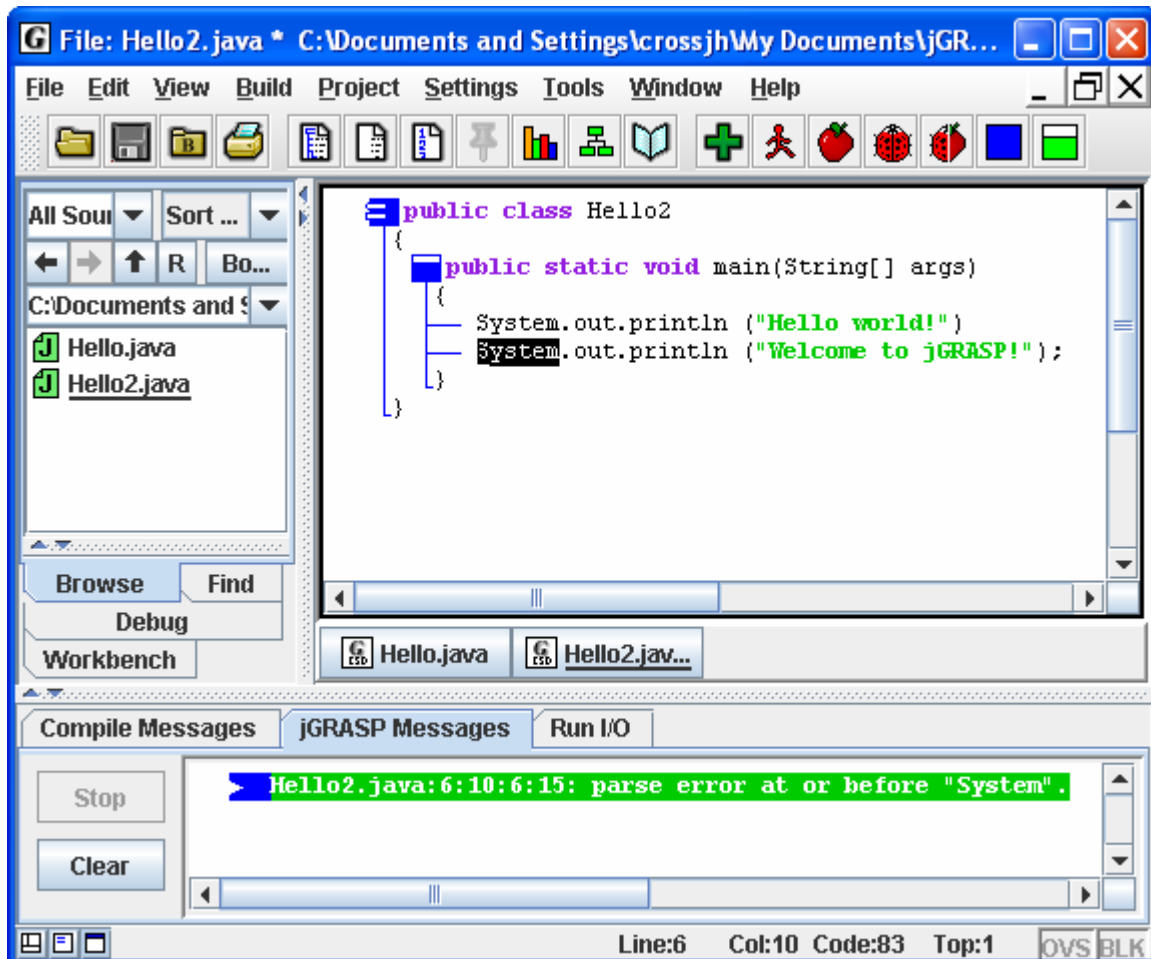 File: Hello2.java * C:\Documents and Settings\crossjh\My Documents\jGR...
File Edit View Build Project Settings Tools Window Help
B
All Sour Sort ...
R Bo...
C:\Documents and S
Hello.java
Hello2.java
Browse Find
Debug
Workbench
public class Hello2
{
public static void main(String[] args)
{
System.out.println ("Hello world!")
System.out.println ("Welcome to jGRASP!");
}
}
Hello.java Hello2.jav...
Compile Messages jGRASP Messages Run I/O
Stop
Clear
Hello2.java:6:10:6:15: parse error at or before "System".
Line:6 Col:10 Code:83 Top:1 OVS BLK